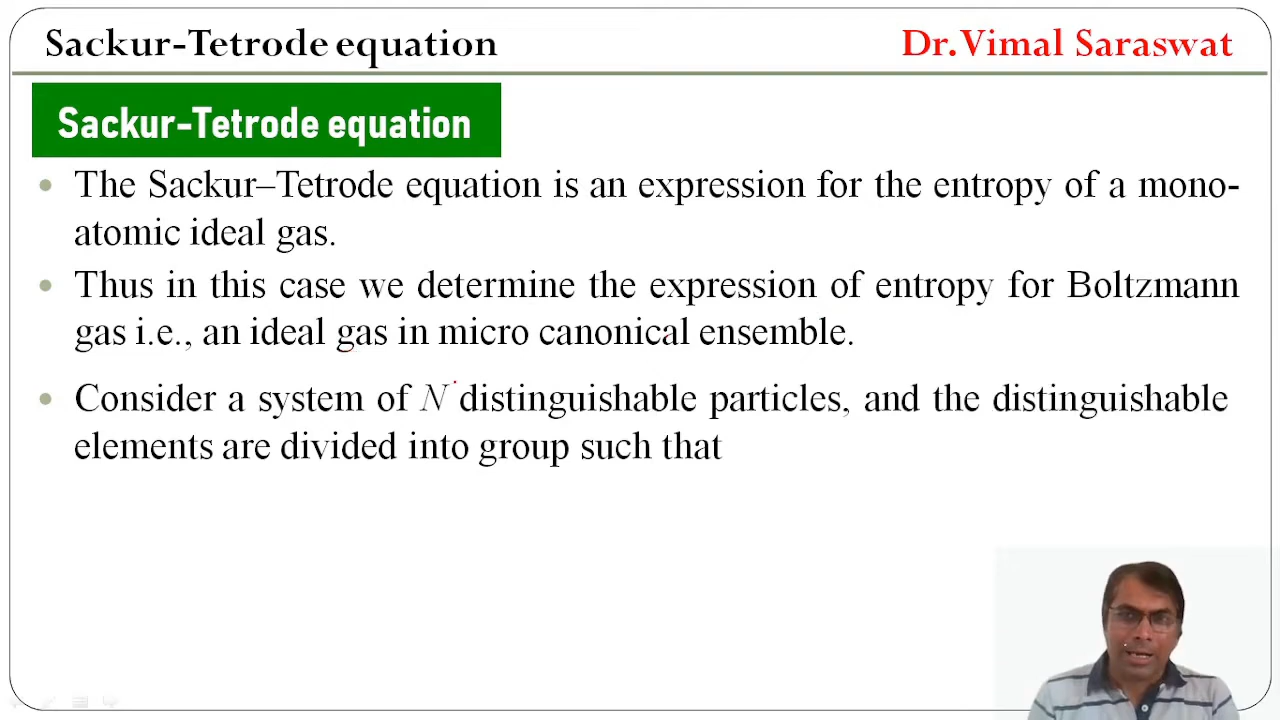 Sackur-Tetrode equation
Dr.Vimal Saraswat
Sackur-Tetrode equation
The Sackur–Tetrode equation is an expression for the entropy of a mono-
atomic ideal gas.
Thus in this case we determine the expression of entropy for Boltzmann
gas i.e., an ideal gas in micro canonical ensemble.
Consider a system of N distinguishable particles, and the distinguishable
elements are divided into group such that